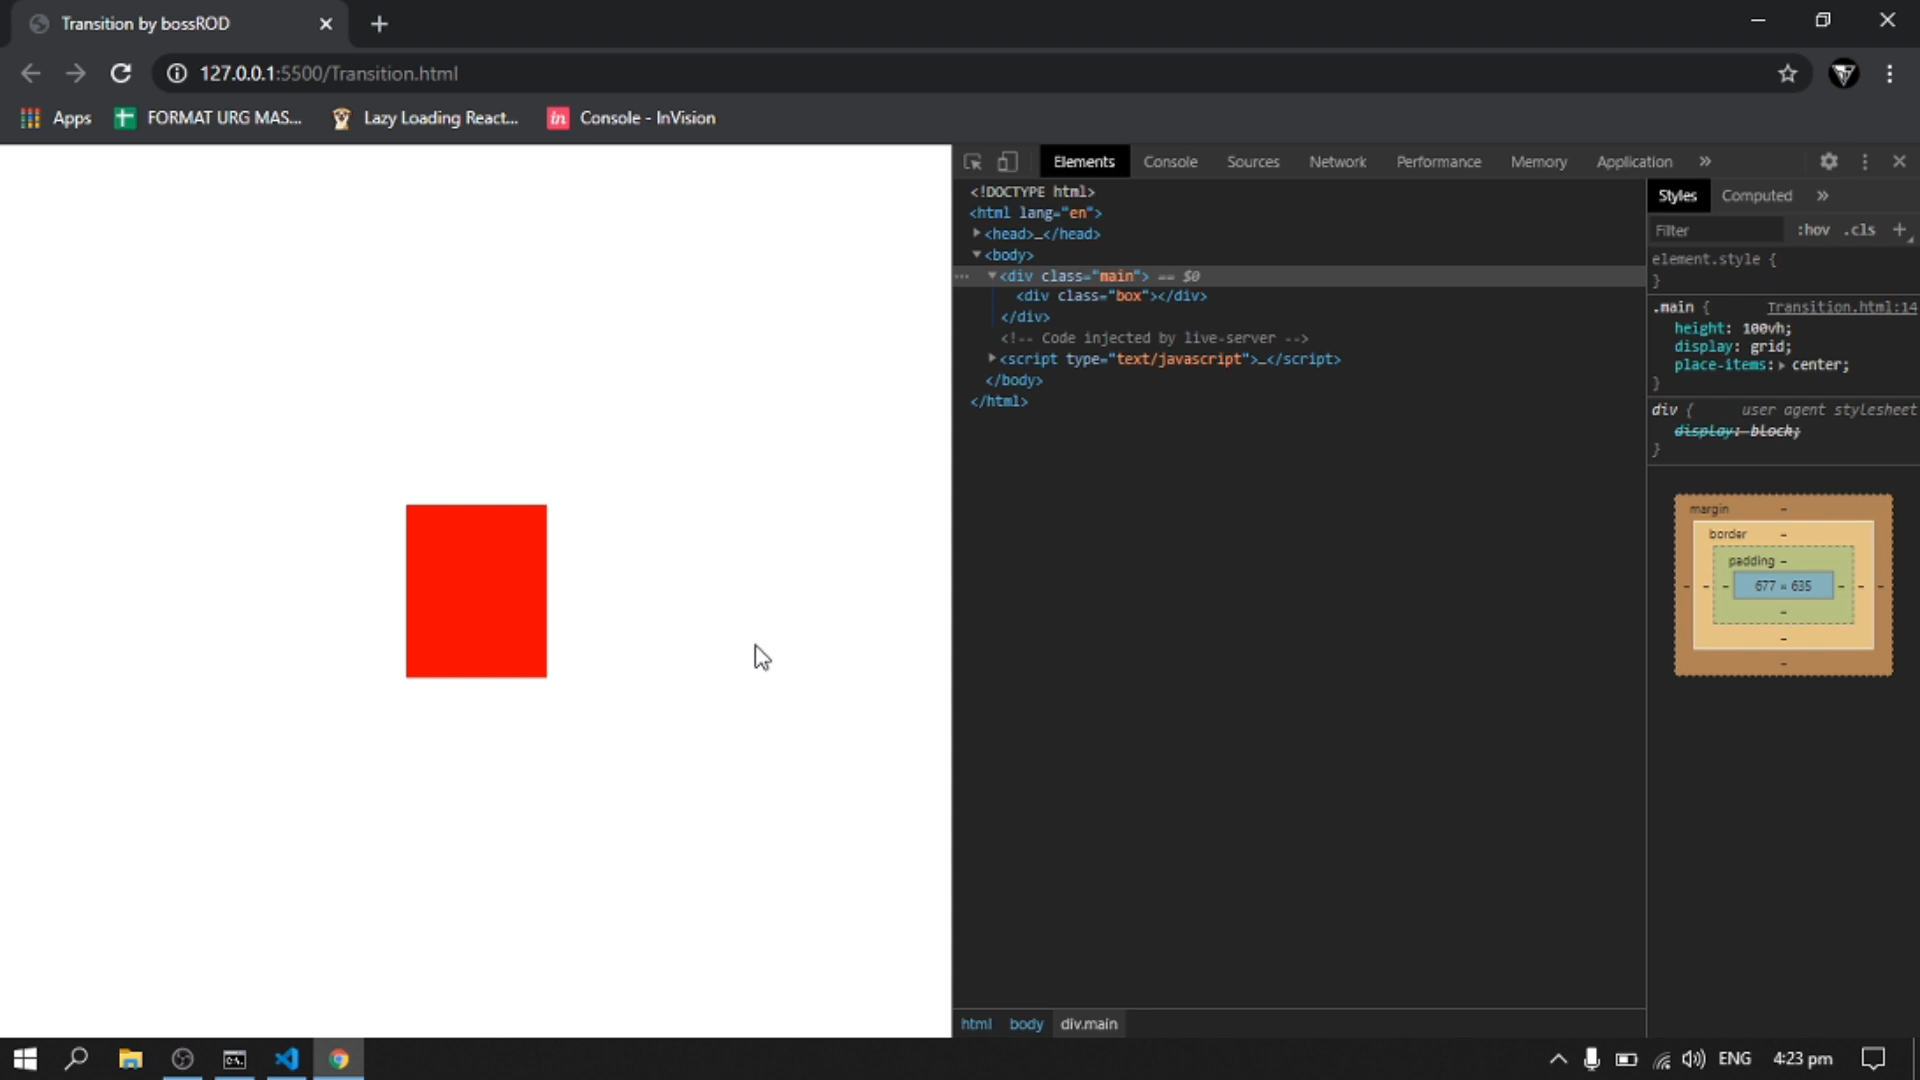 Transition by bossROD
127.0.0.1:5500/Transition.html
Apps
FORMAT URG MAS...
Lazy Loading React...
in
Console - InVision
Elements
Console
Sources
Network
Performance
Memory
Application
»
<!DOCTYPE html>
<html lang="en">
<head>…</head>
<body>
<div class="main"> == $0
<div class="box"></div>
</div>
<!-- Code injected by live-server -->
<script type="text/javascript">…</script>
</body>
</html>
html
body
div.main
Styles
Computed
»
Filter
:hov
.cls
+
element.style {
}
.main {
Transition.html:14
height: 100vh;
display: grid;
place-items: center;
}
div {
user agent stylesheet
display: block;
}
margin
-
border
-
padding -
- - - 677 × 635 - - -
-
-
-
ENG
4:23 pm